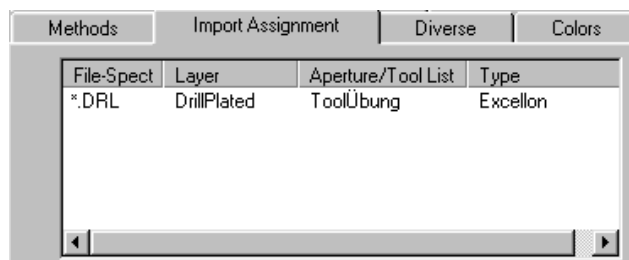 Methods Import Assignment Diverse Colors
File-Spect Layer Aperture/Tool List Type
*.DRL DrillPlated ToolÜbung Excellon